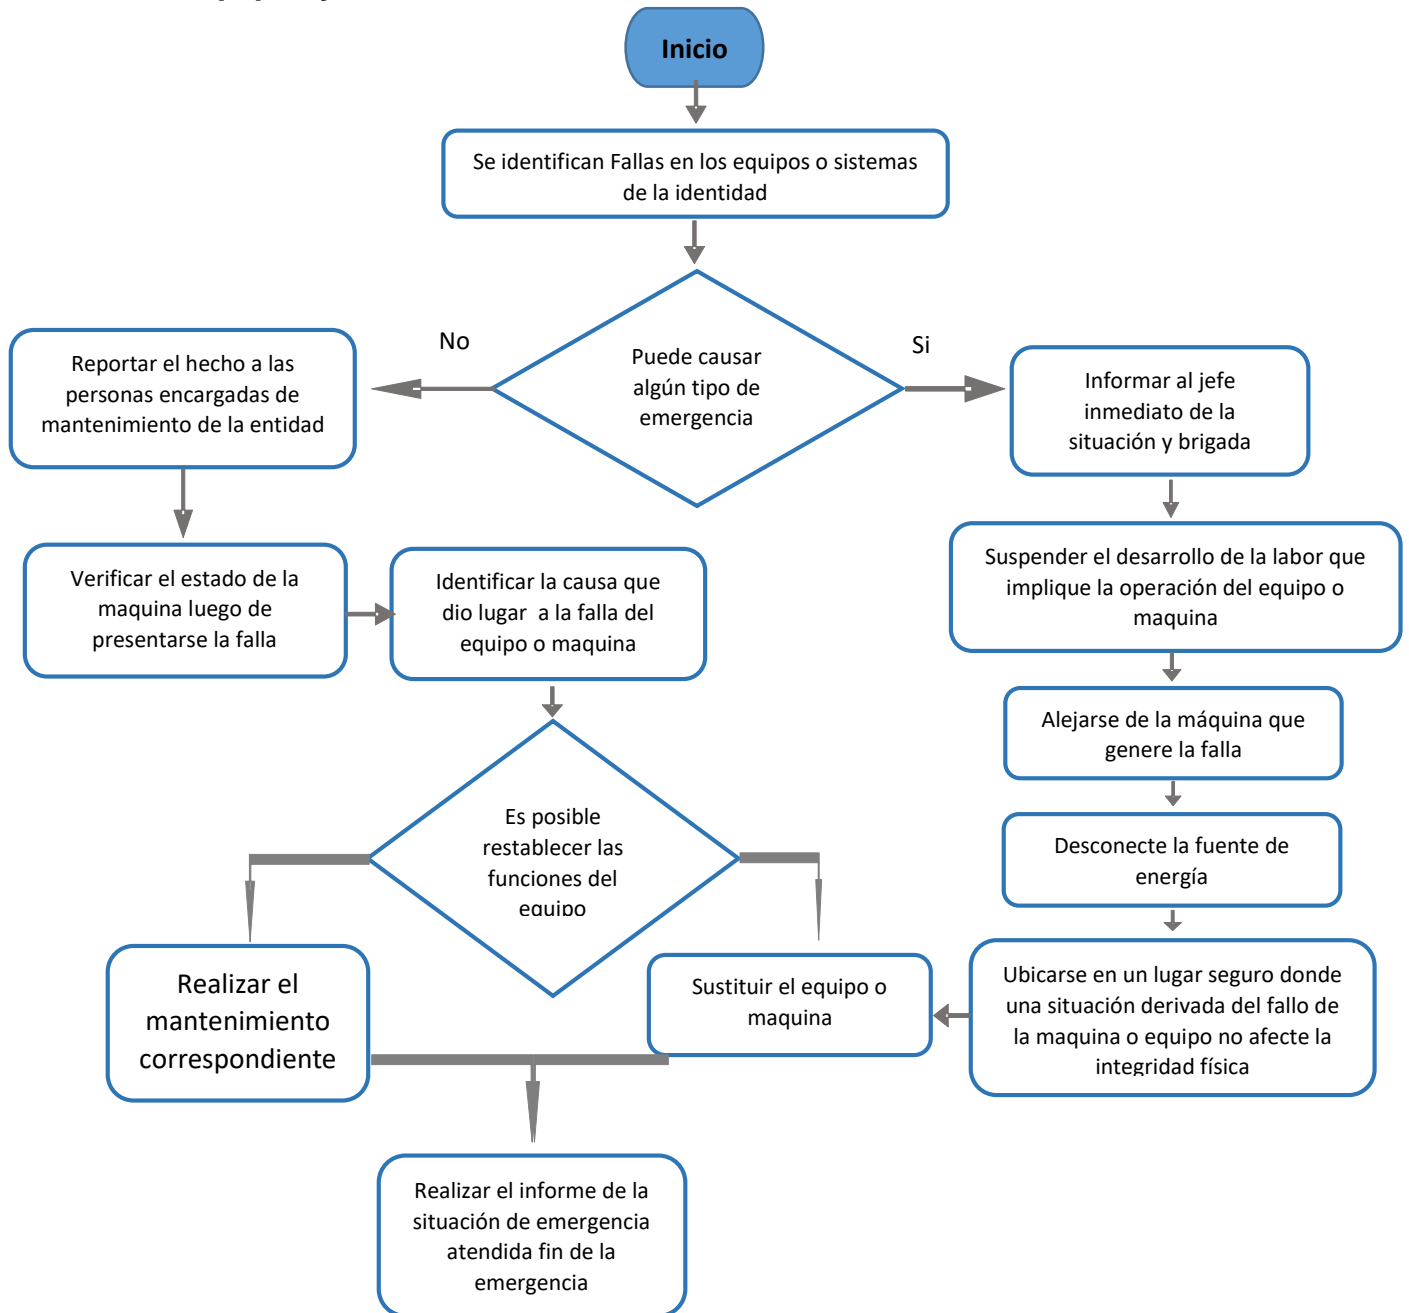 Inicio
Se identifican Fallas en los equipos o sistemas
de la identidad
No
Si
Puede causar
algún tipo de
emergencia
Reportar el hecho a las
personas encargadas de
mantenimiento de la entidad
Informar al jefe
inmediato de la
situación y brigada
Verificar el estado de la
maquina luego de
presentarse la falla
Identificar la causa que
dio lugar  a la falla del
equipo o maquina
Suspender el desarrollo de la labor que
implique la operación del equipo o
maquina
Alejarse de la máquina que
genere la falla
Es posible
restablecer las
funciones del
equipo
Desconecte la fuente de
energía
Realizar el
mantenimiento
correspondiente
Sustituir el equipo o
maquina
Ubicarse en un lugar seguro donde
una situación derivada del fallo de
la maquina o equipo no afecte la
integridad física
Realizar el informe de la
situación de emergencia
atendida fin de la
emergencia